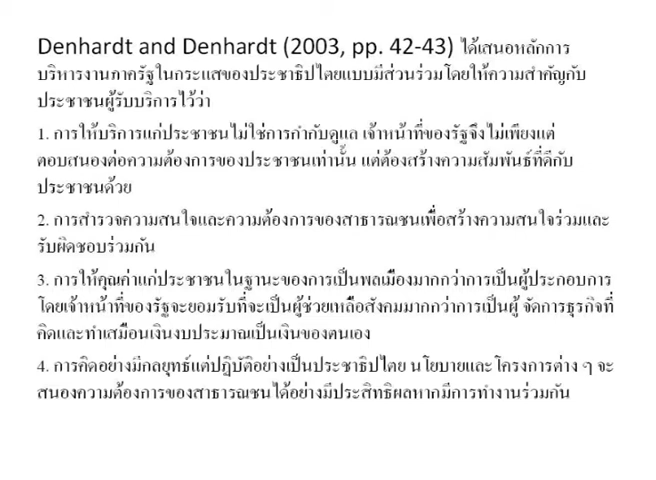 Denhardt and Denhardt (2003, pp. 42-43) ได้เสนอหลักการ
บริหารงานภาครัฐในกระแสของประชาธิปไตยแบบมีส่วนร่วมโดยให้ความสำคัญกับ
ประชาชนผู้รับบริการไว้ว่า
1. การให้บริการแก่ประชาชนไม่ใช่การกำกับดูแล เจ้าหน้าที่ของรัฐจึงไม่เพียงแต่
ตอบสนองต่อความต้องการของประชาชนเท่านั้น แต่ต้องสร้างความสัมพันธ์ที่ดีกับ
ประชาชนด้วย
2. การสำรวจความสนใจและความต้องการของสาธารณชนเพื่อสร้างความสนใจร่วมและ
รับผิดชอบร่วมกัน
3. การให้คุณค่าแก่ประชาชนในฐานะของการเป็นพลเมืองมากกว่าการเป็นผู้ประกอบการ
โดยเจ้าหน้าที่ของรัฐจะยอมรับที่จะเป็นผู้ช่วยเหลือสังคมมากกว่าการเป็นผู้ จัดการธุรกิจที่
คิดและทำเสมือนเงินงบประมาณเป็นเงินของตนเอง
4. การคิดอย่างมีกลยุทธ์แต่ปฏิบัติอย่างเป็นประชาธิปไตย นโยบายและโครงการต่าง ๆ จะ
สนองความต้องการของสาธารณชนได้อย่างมีประสิทธิผลหากมีการทำงานร่วมกัน